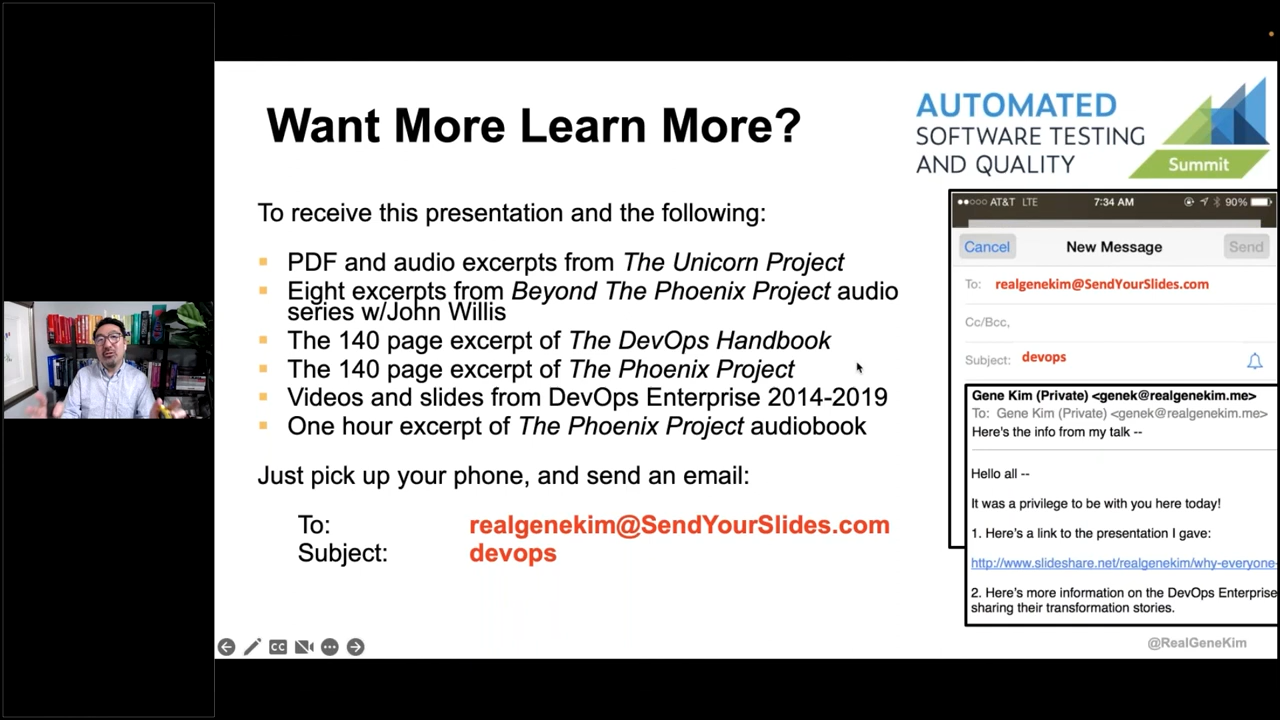 Want More Learn More?
AUTOMATED
SOFTWARE TESTING
AND QUALITY
Summit
To receive this presentation and the following:
PDF and audio excerpts from The Unicorn Project
Eight excerpts from Beyond The Phoenix Project audio
series w/John Willis
The 140 page excerpt of The DevOps Handbook
The 140 page excerpt of The Phoenix Project
Videos and slides from DevOps Enterprise 2014-2019
One hour excerpt of The Phoenix Project audiobook
Just pick up your phone, and send an email:
To: realgenekim@SendYourSlides.com
Subject: devops
AT&T LTE 7:34 AM 90%
Cancel New Message Send
To: realgenekim@SendYourSlides.com
Cc/Bcc,
Subject: devops
Gene Kim (Private) <genek@realgenekim.me>
To: Gene Kim (Private) <genek@realgenekim.me>
Here's the info from my talk --
Hello all --
It was a privilege to be with you here today!
1. Here's a link to the presentation I gave:
http://www.slideshare.net/realgenekim/why-everyone-
2. Here's more information on the DevOps Enterprise
sharing their transformation stories.
CC
@RealGeneKim